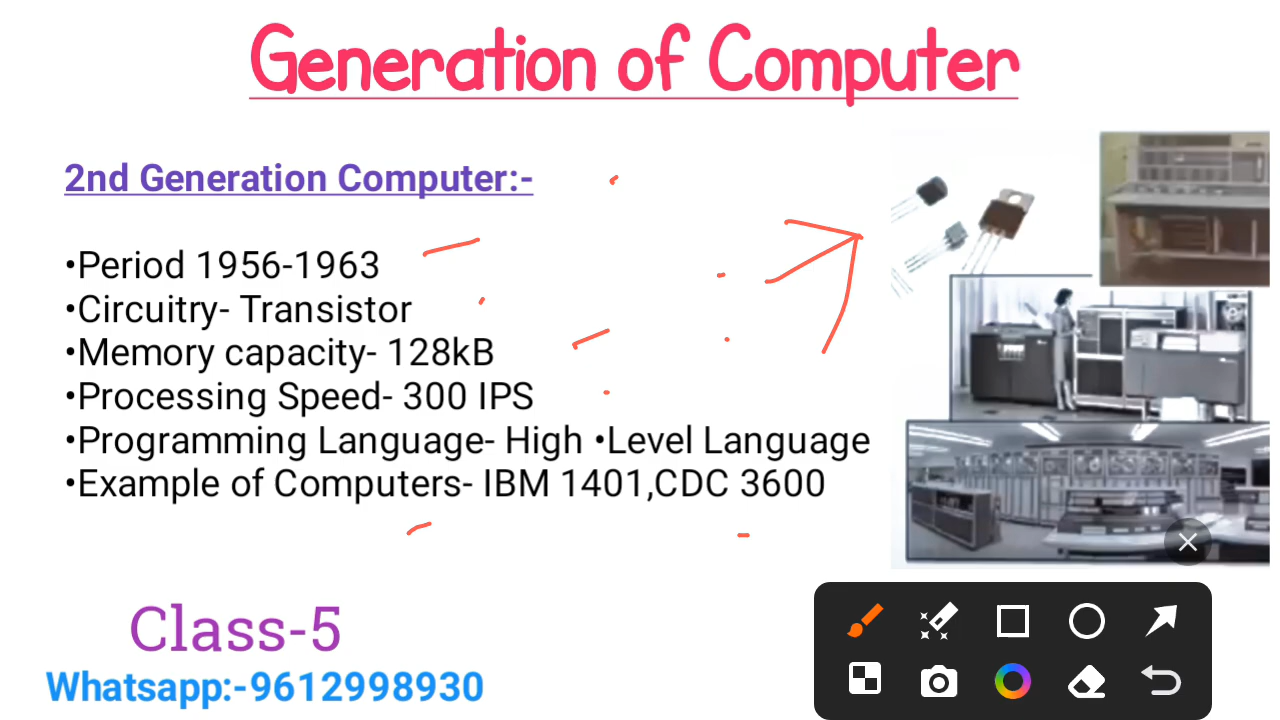 Generation of Computer
2nd Generation Computer:-
•Period 1956-1963
•Circuitry- Transistor
•Memory capacity- 128kB
•Processing Speed- 300 IPS
•Programming Language- High •Level Language
•Example of Computers- IBM 1401,CDC 3600
Class-5
Whatsapp:-9612998930